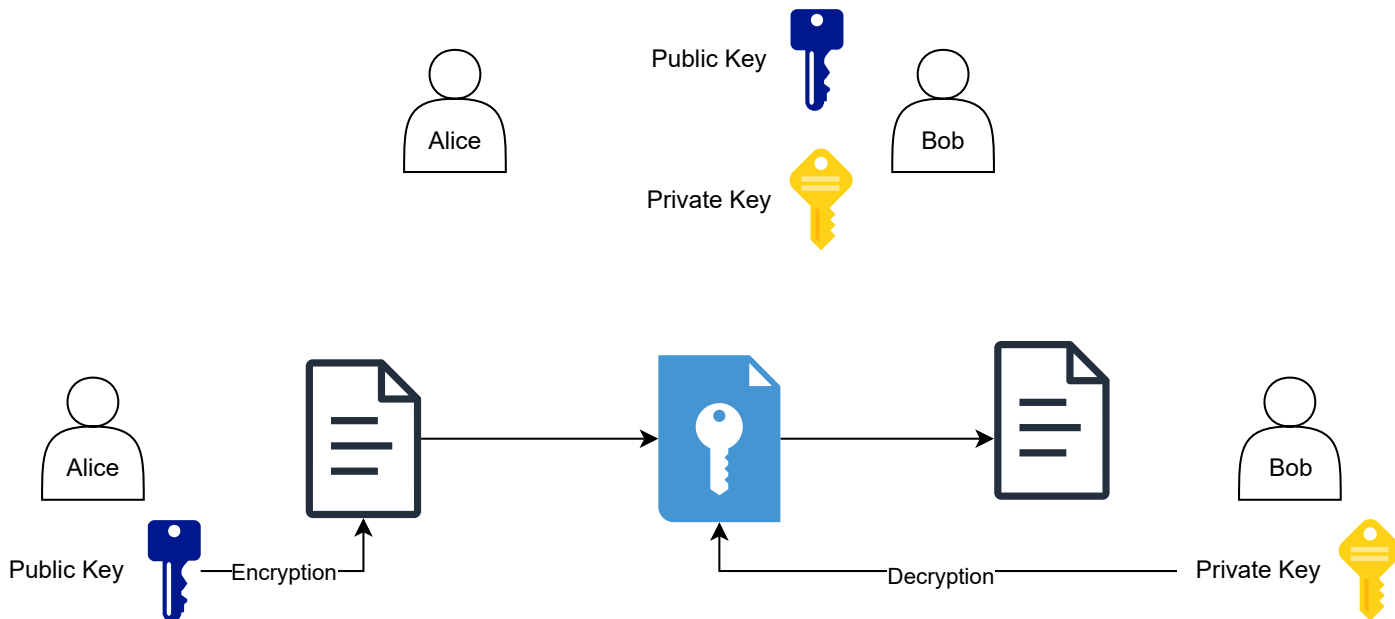 Public Key
Alice
Bob
Private Key
Alice
Bob
Public Key
Encryption
Decryption
Private Key